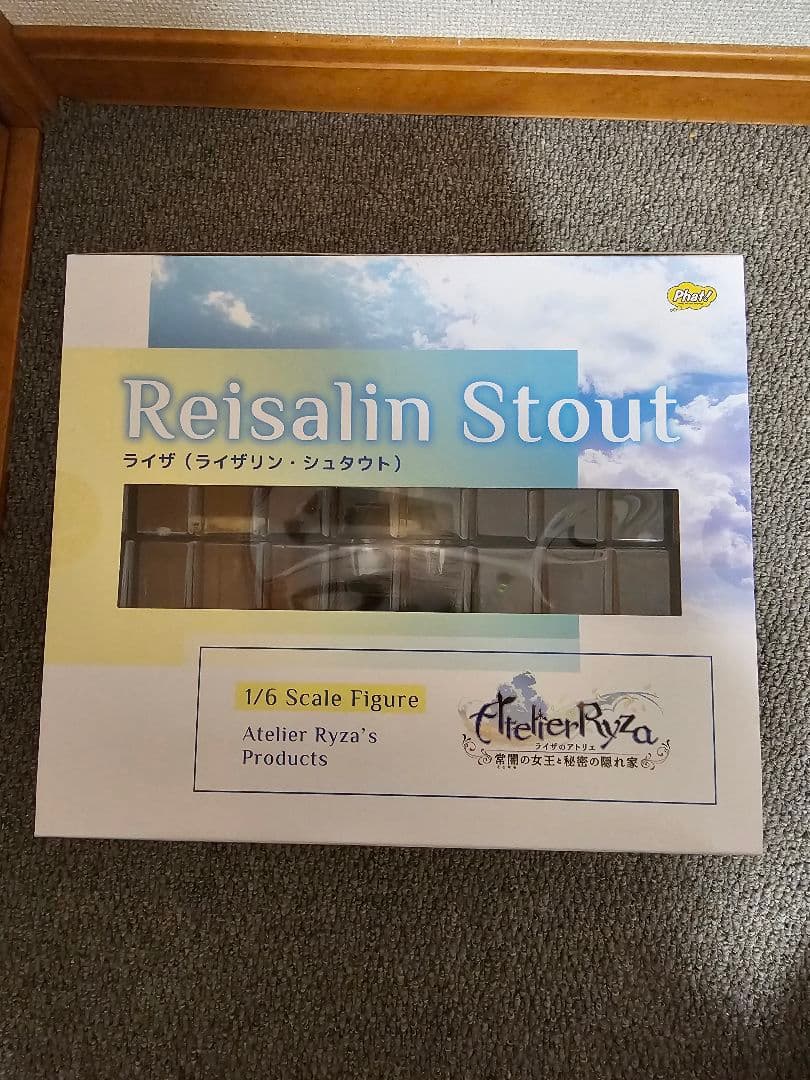 Phat!
Reisalin Stout
ライザ（ライザリン・シュタウト）
1/6 Scale Figure
Atelier Ryza's
Products
Atelier Ryza
ライザのアトリエ
常闇の女王と秘密の隠れ家